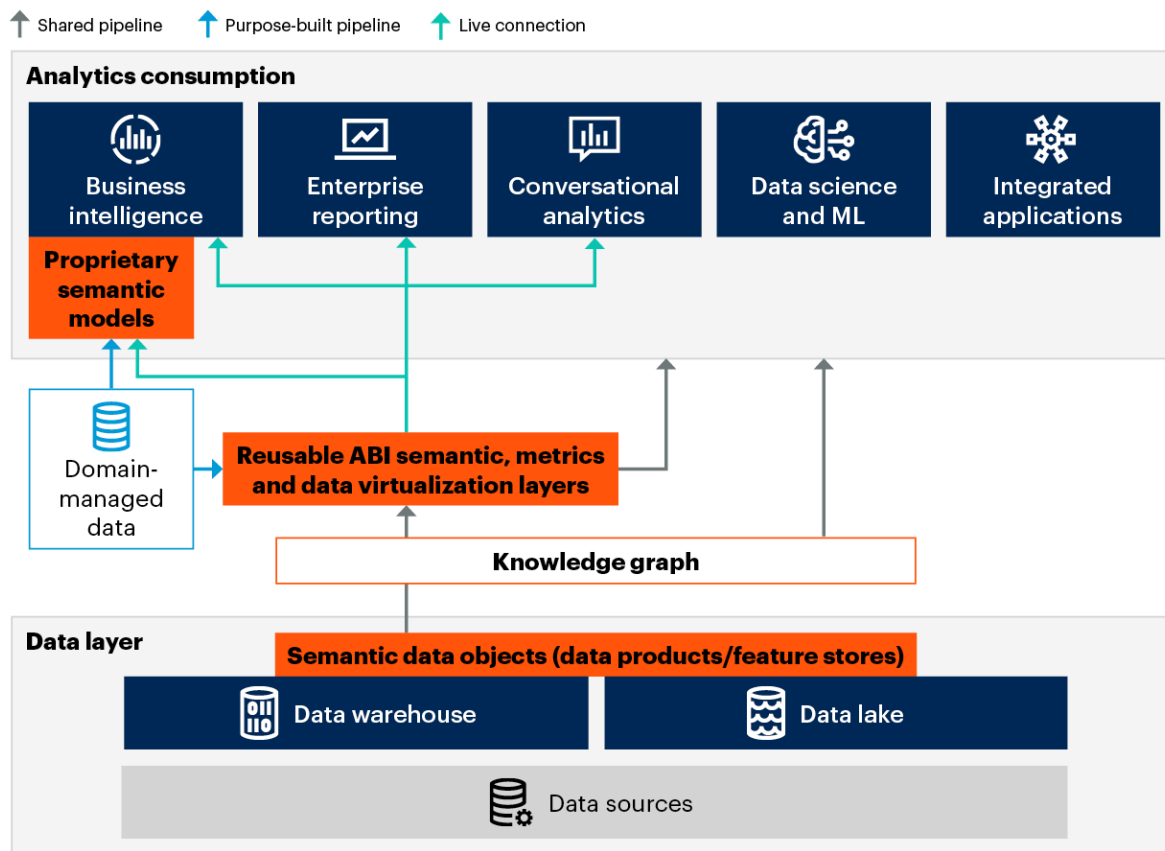 Shared pipeline
Purpose-built pipeline
Live connection
Analytics consumption
Business
intelligence
Enterprise
reporting
Conversational
analytics
Data science
and ML
Integrated
applications
Proprietary
semantic
models
Domain-
managed
data
Reusable ABI semantic, metrics
and data virtualization layers
Knowledge graph
Data layer
Semantic data objects (data products/feature stores)
Data warehouse
Data lake
Data sources